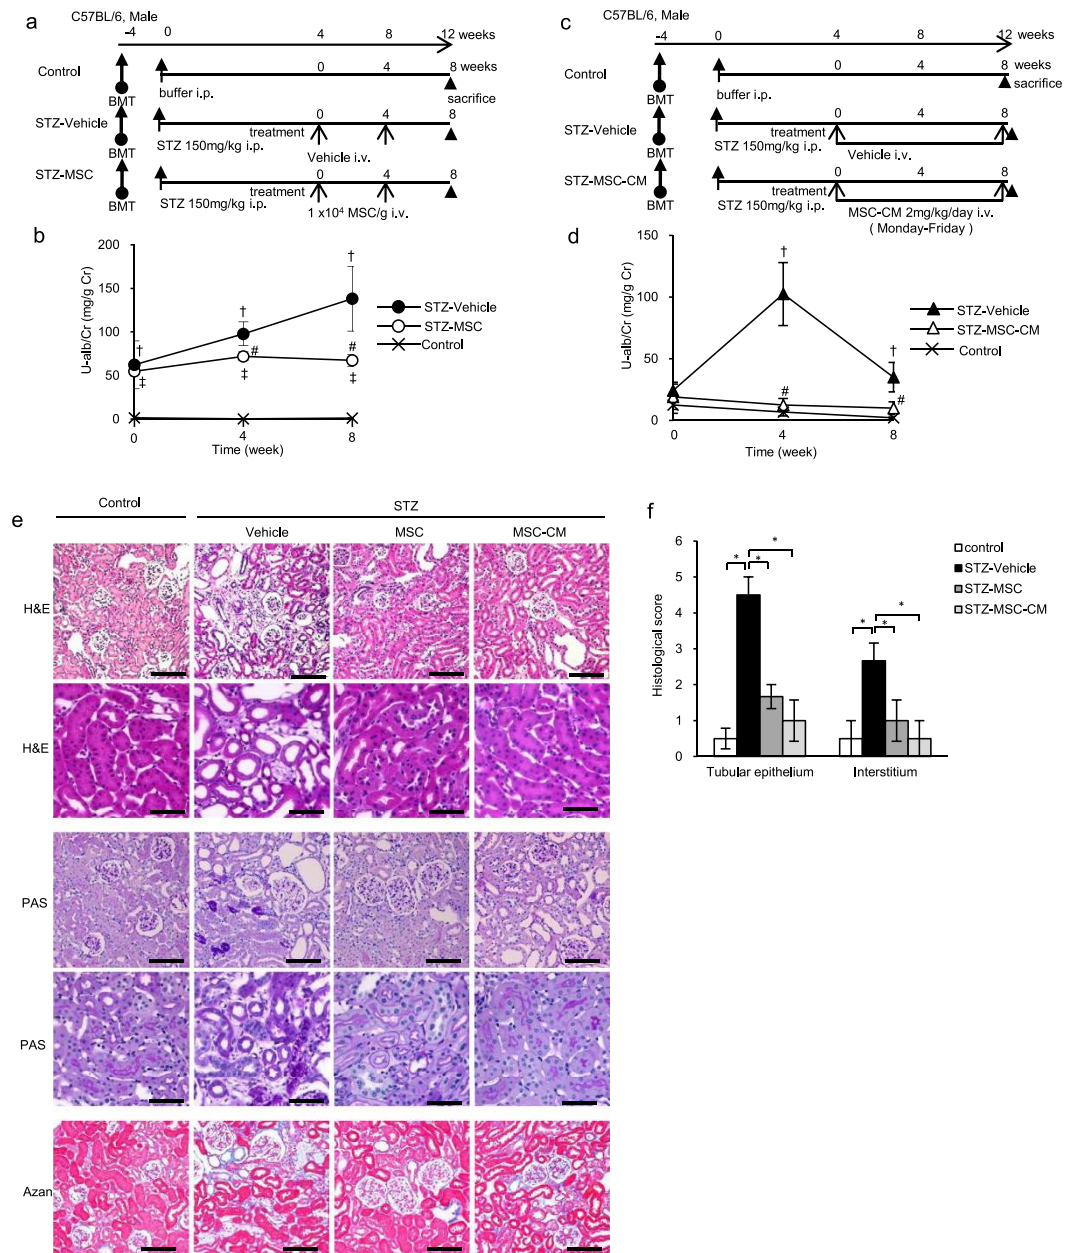 a
C57BL/6, Male
-4 0 4 8 12 weeks
Control
0 4 8 weeks
BMT
buffer i.p.
sacrifice
STZ-Vehicle
treatment 0 4 8
BMT
STZ 150mg/kg i.p.
Vehicle i.v.
STZ-MSC
treatment 0 4 8
BMT
STZ 150mg/kg i.p.
1 x10⁴ MSC/g i.v.
c
C57BL/6, Male
-4 0 4 8 12 weeks
Control
0 4 8 weeks
BMT
buffer i.p.
sacrifice
STZ-Vehicle
treatment 0 4 8
BMT
STZ 150mg/kg i.p.
Vehicle i.v.
STZ-MSC-CM
treatment 0 4 8
BMT
STZ 150mg/kg i.p.
MSC-CM 2mg/kg/day i.v.
( Monday-Friday )
b
U-alb/Cr (mg/g Cr)
200
150
100
50
0
† † †
# #
‡ ‡ ‡
STZ-Vehicle
STZ-MSC
Control
0 4 8
Time (week)
d
U-alb/Cr (mg/g Cr)
150
100
50
0
† †
# #
STZ-Vehicle
STZ-MSC-CM
Control
0 4 8
Time (week)
e
Control STZ
Vehicle MSC MSC-CM
H&E
H&E
PAS
PAS
Azan
f
Histological score
6
5
4
3
2
1
0
* * *
* * *
Tubular epithelium Interstitium
control
STZ-Vehicle
STZ-MSC
STZ-MSC-CM